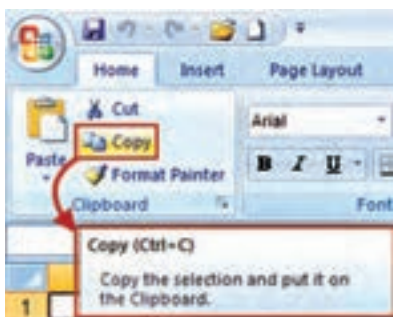 Home Insert Page Layout
Cut
Copy
Paste
Format Painter
Clipboard
Arial
B I U
Font
Copy (Ctrl+C)
Copy the selection and put it on
the Clipboard.
1